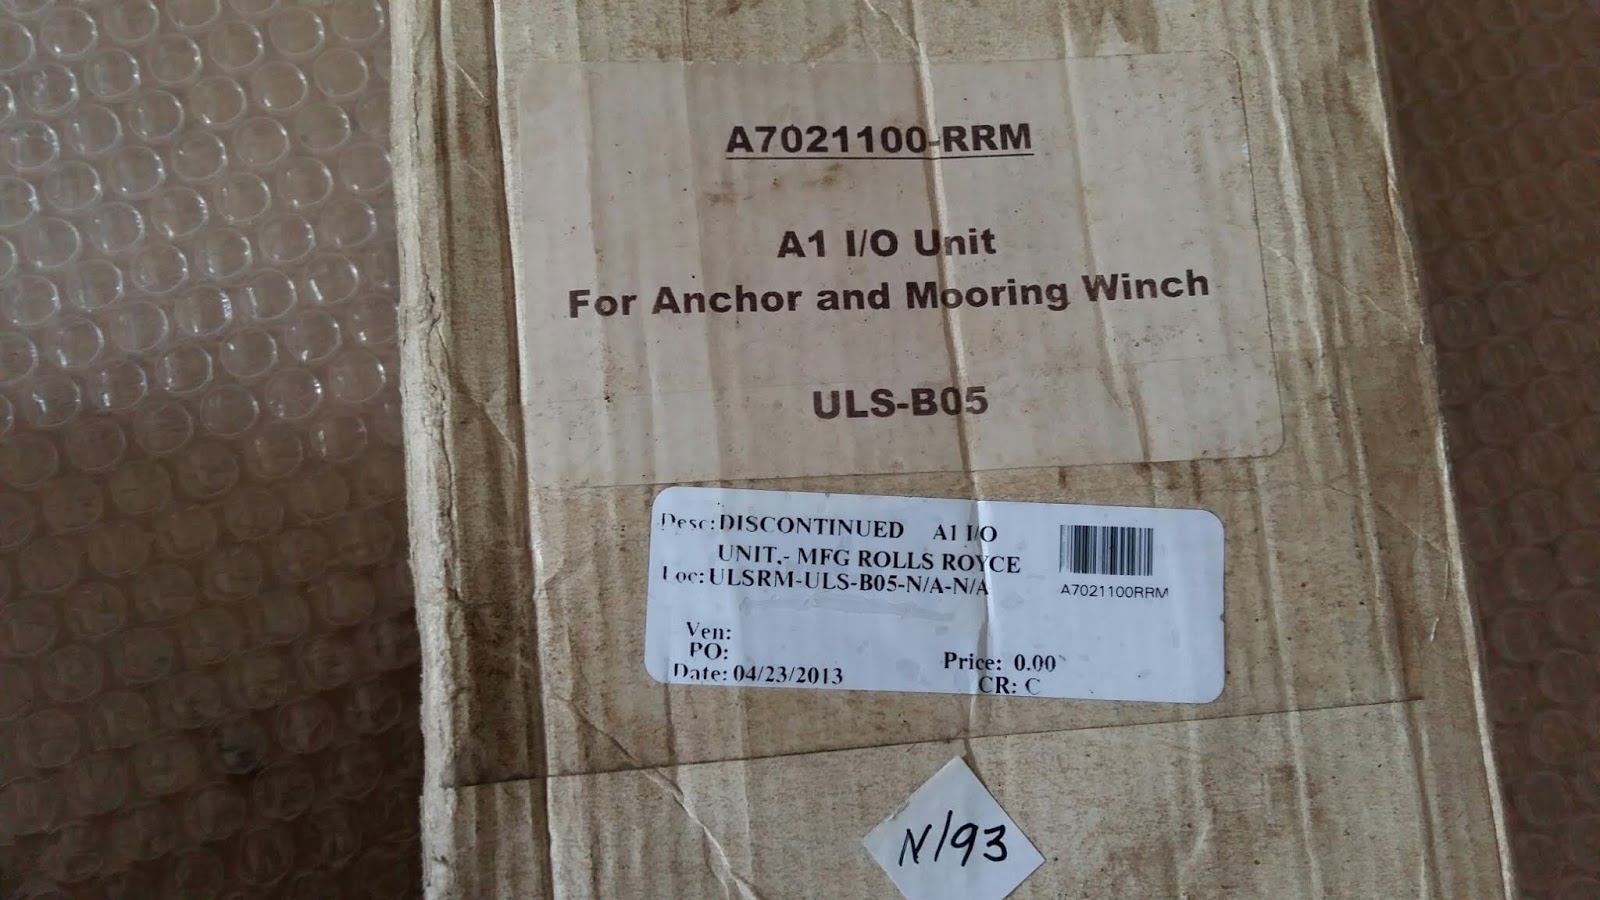 A7021100-RRM
A1 I/O Unit
For Anchor and Mooring Winch
ULS-B05
Desc: DISCONTINUED A1 I/O
UNIT.- MFG ROLLS ROYCE
Loc: ULSRM-ULS-B05-N/A-N/A
A7021100RRM
Ven:
PO:
Date: 04/23/2013
Price: 0.00
CR: C
N/93